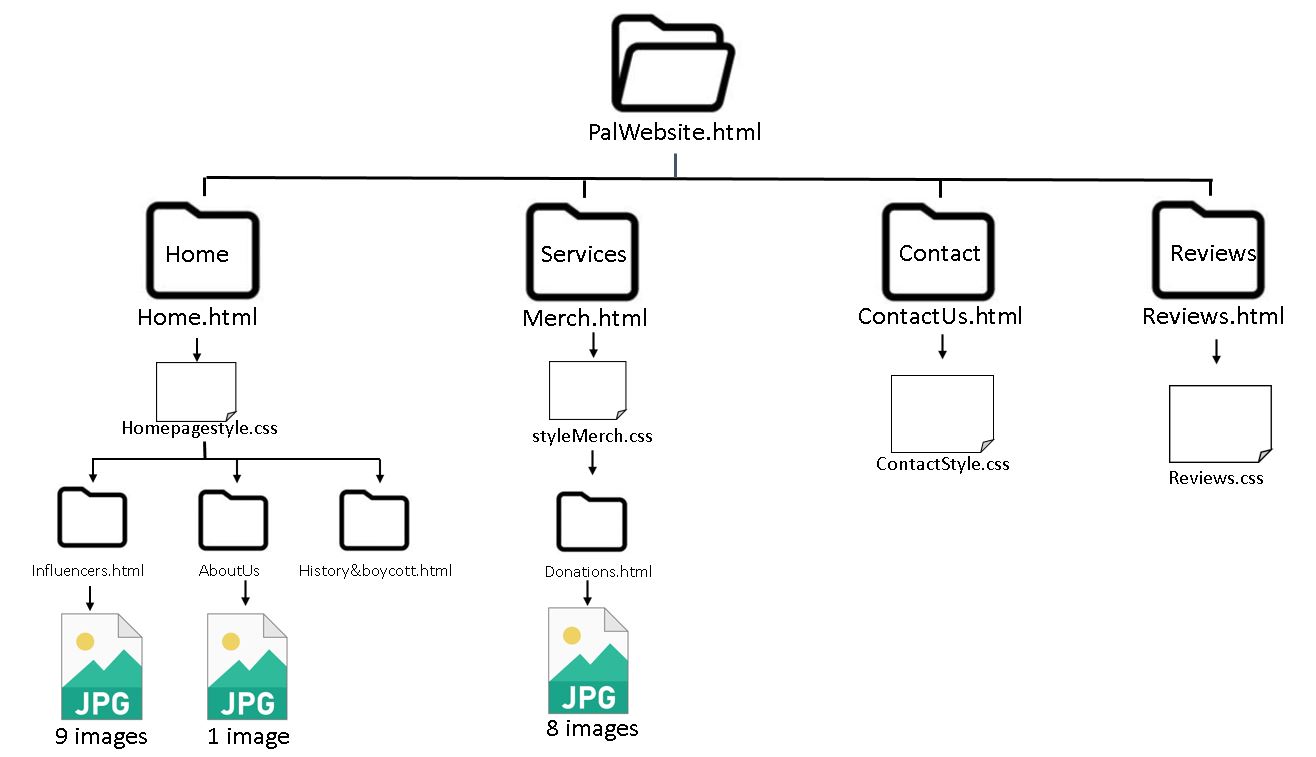 PalWebsite.html
Home
Services
Contact
Reviews
Home.html
Merch.html
ContactUs.html
Reviews.html
Homepagestyle.css
styleMerch.css
ContactStyle.css
Reviews.css
Influencers.html
AboutUs
History&boycott.html
Donations.html
JPG
JPG
JPG
9 images
1 image
8 images